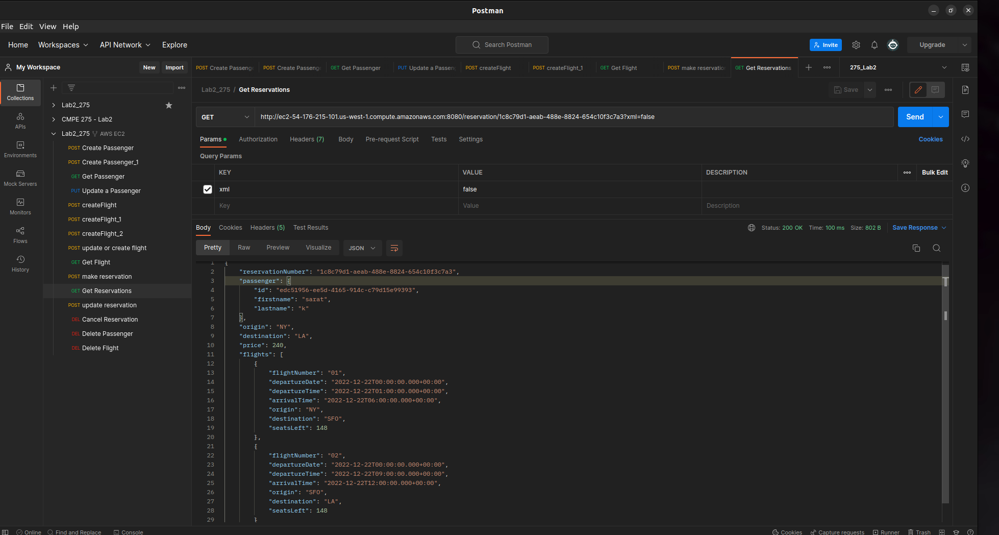 Postman
File Edit View Help
Home Workspaces API Network Explore
Search Postman
Invite
Upgrade
My Workspace
New Import
POST Create Passeng
POST Create Passeng
GET Get Passenger
PUT Update a Passen
POST createFlight
POST createFlight_1
GET Get Flight
POST make reservatio
GET Get Reservations
275_Lab2
Collections
APIs
Environments
Mock Servers
Monitors
Flows
History
Lab2_275
CMPE 275 - Lab2
Lab2_275 AWS EC2
POST Create Passenger
POST Create Passenger_1
GET Get Passenger
PUT Update a Passenger
POST createFlight
POST createFlight_1
POST createFlight_2
POST update or create flight
GET Get Flight
POST make reservation
GET Get Reservations
POST update reservation
DEL Cancel Reservation
DEL Delete Passenger
DEL Delete Flight
Lab2_275 / Get Reservations
Save
GET
http://ec2-54-176-215-101.us-west-1.compute.amazonaws.com:8080/reservation/1c8c79d1-aeab-488e-8824-654c10f3c7a3?xml=false
Send
Params Authorization Headers (7) Body Pre-request Script Tests Settings
Cookies
Query Params
KEY VALUE DESCRIPTION Bulk Edit
xml false
Key Value Description
Body Cookies Headers (5) Test Results
Status: 200 OK Time: 100 ms Size: 802 B Save Response
Pretty Raw Preview Visualize JSON
1 {
2 "reservationNumber": "1c8c79d1-aeab-488e-8824-654c10f3c7a3",
3 "passenger": {
4 "id": "edc51956-ee5d-4165-914c-c79d15e99393",
5 "firstname": "sarat",
6 "lastname": "k"
7 },
8 "origin": "NY",
9 "destination": "LA",
10 "price": 240,
11 "flights": [
12 {
13 "flightNumber": "01",
14 "departureDate": "2022-12-22T00:00:00.000+00:00",
15 "departureTime": "2022-12-22T01:00:00.000+00:00",
16 "arrivalTime": "2022-12-22T06:00:00.000+00:00",
17 "origin": "NY",
18 "destination": "SFO",
19 "seatsLeft": 148
20 },
21 {
22 "flightNumber": "02",
23 "departureDate": "2022-12-22T00:00:00.000+00:00",
24 "departureTime": "2022-12-22T09:00:00.000+00:00",
25 "arrivalTime": "2022-12-22T12:00:00.000+00:00",
26 "origin": "SFO",
27 "destination": "LA",
28 "seatsLeft": 148
29 }
Online Find and Replace Console
Cookies Capture requests Runner Trash